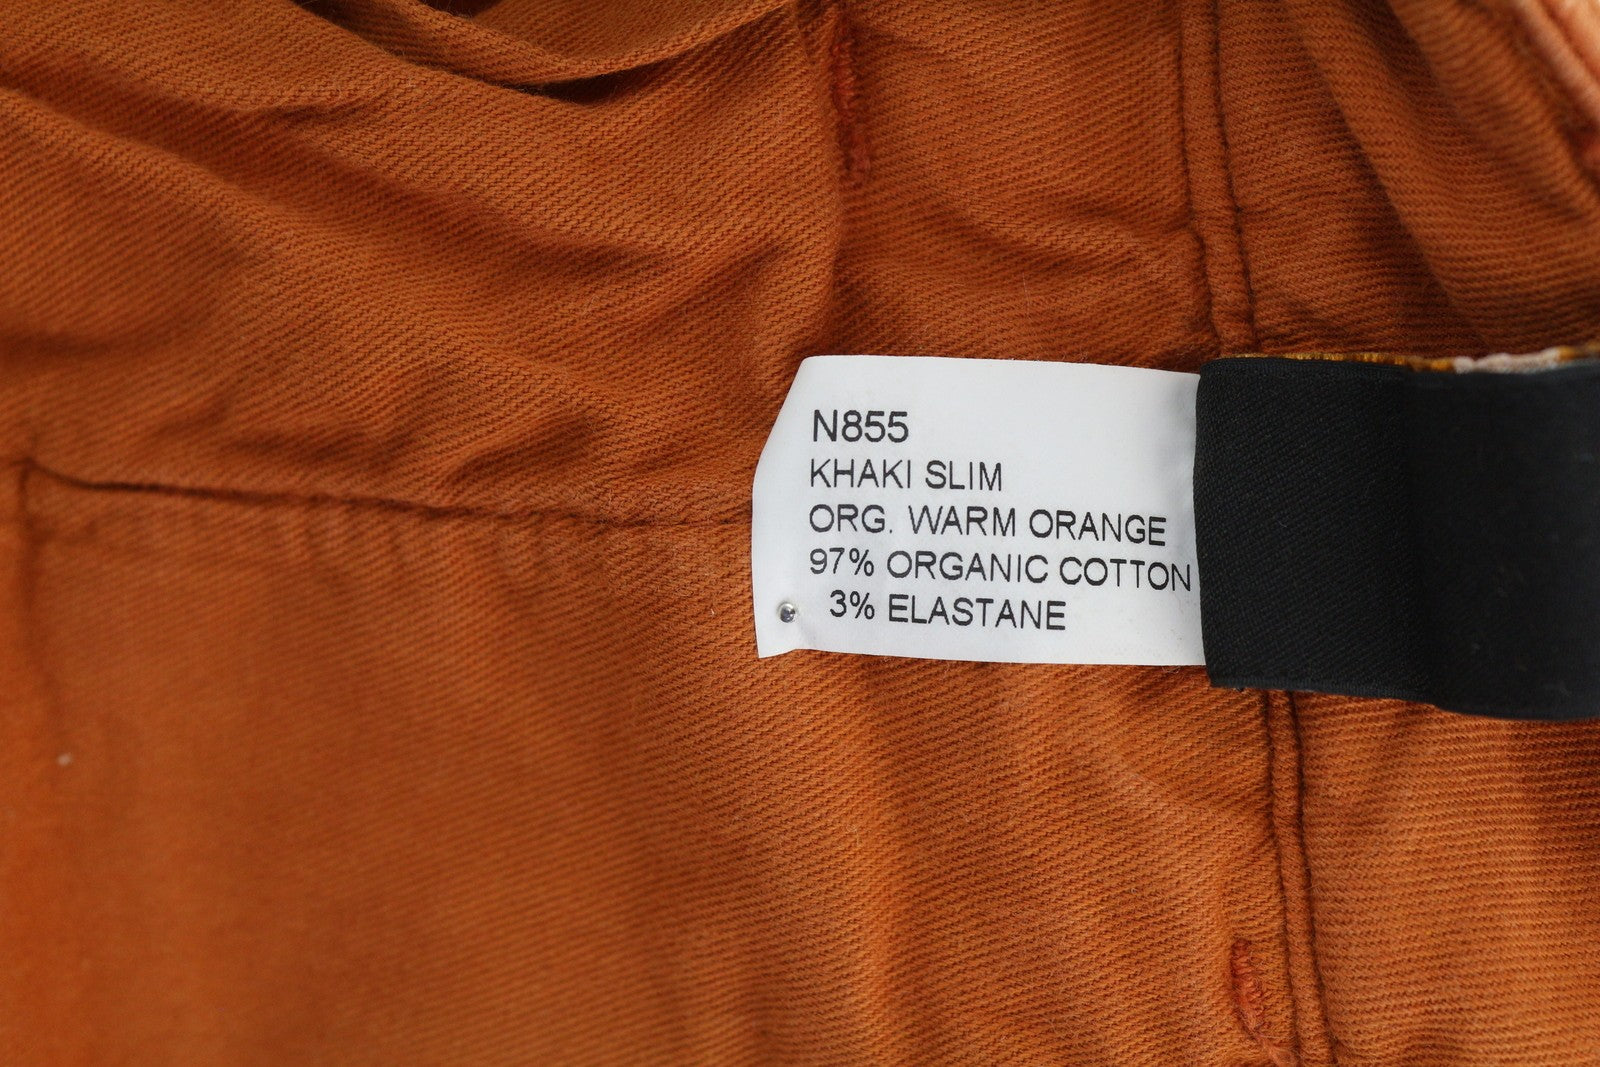 N855
KHAKI SLIM
ORG. WARM ORANGE
97% ORGANIC COTTON
3% ELASTANE